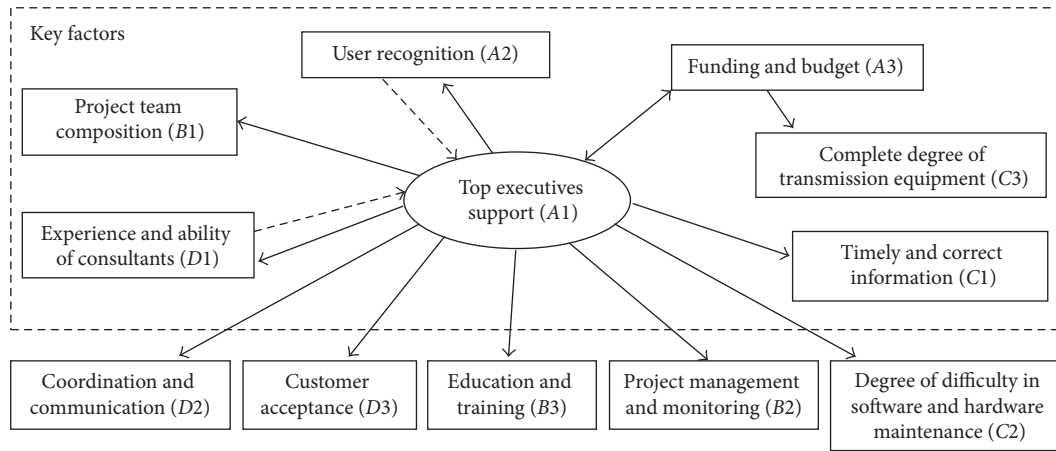 Key factors
User recognition (A2)
Funding and budget (A3)
Project team
composition (B1)
Complete degree of
transmission equipment (C3)
Top executives
support (A1)
Experience and ability
of consultants (D1)
Timely and correct
information (C1)
Coordination and
communication (D2)
Customer
acceptance (D3)
Education and
training (B3)
Project management
and monitoring (B2)
Degree of difficulty in
software and hardware
maintenance (C2)